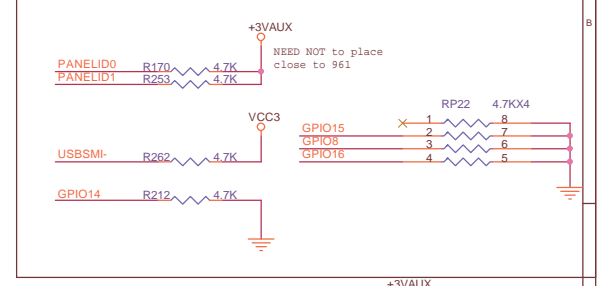 +3VAUX
B
NEED NOT to place
close to 961
PANELID0 R170 4.7K
PANELID1 R253 4.7K
RP22 4.7KX4
VCC3
1 8
GPIO15 2 7
GPIO8 3 6
GPIO16 4 5
USBSMI- R262 4.7K
GPIO14 R212 4.7K
+3VAUX